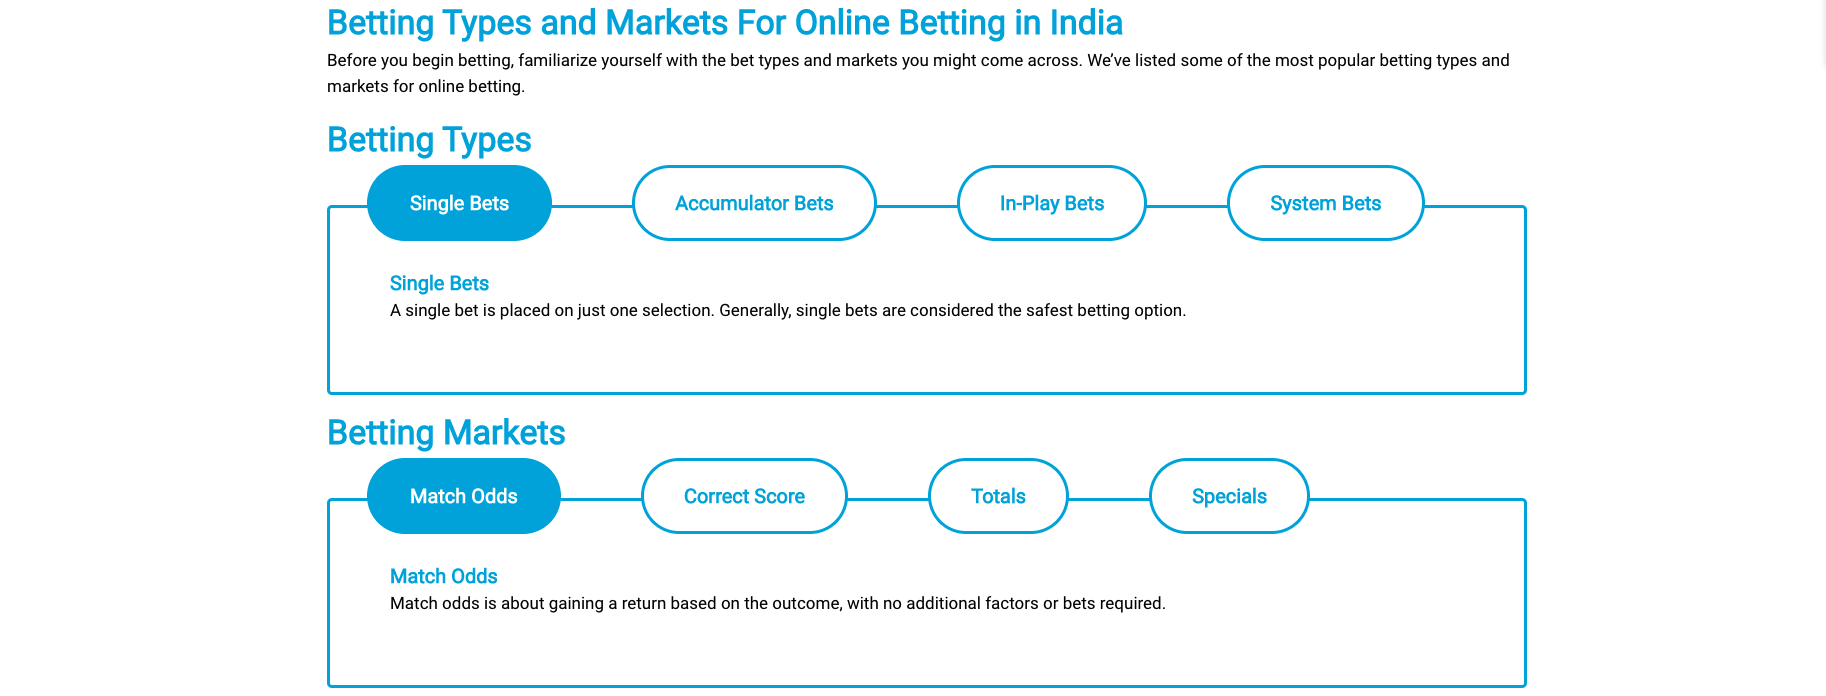 Betting Types and Markets For Online Betting in India
Before you begin betting, familiarize yourself with the bet types and markets you might come across. We’ve listed some of the most popular betting types and
markets for online betting.
Betting Types
Single Bets
Accumulator Bets
In-Play Bets
System Bets
Single Bets
A single bet is placed on just one selection. Generally, single bets are considered the safest betting option.
Betting Markets
Match Odds
Correct Score
Totals
Specials
Match Odds
Match odds is about gaining a return based on the outcome, with no additional factors or bets required.